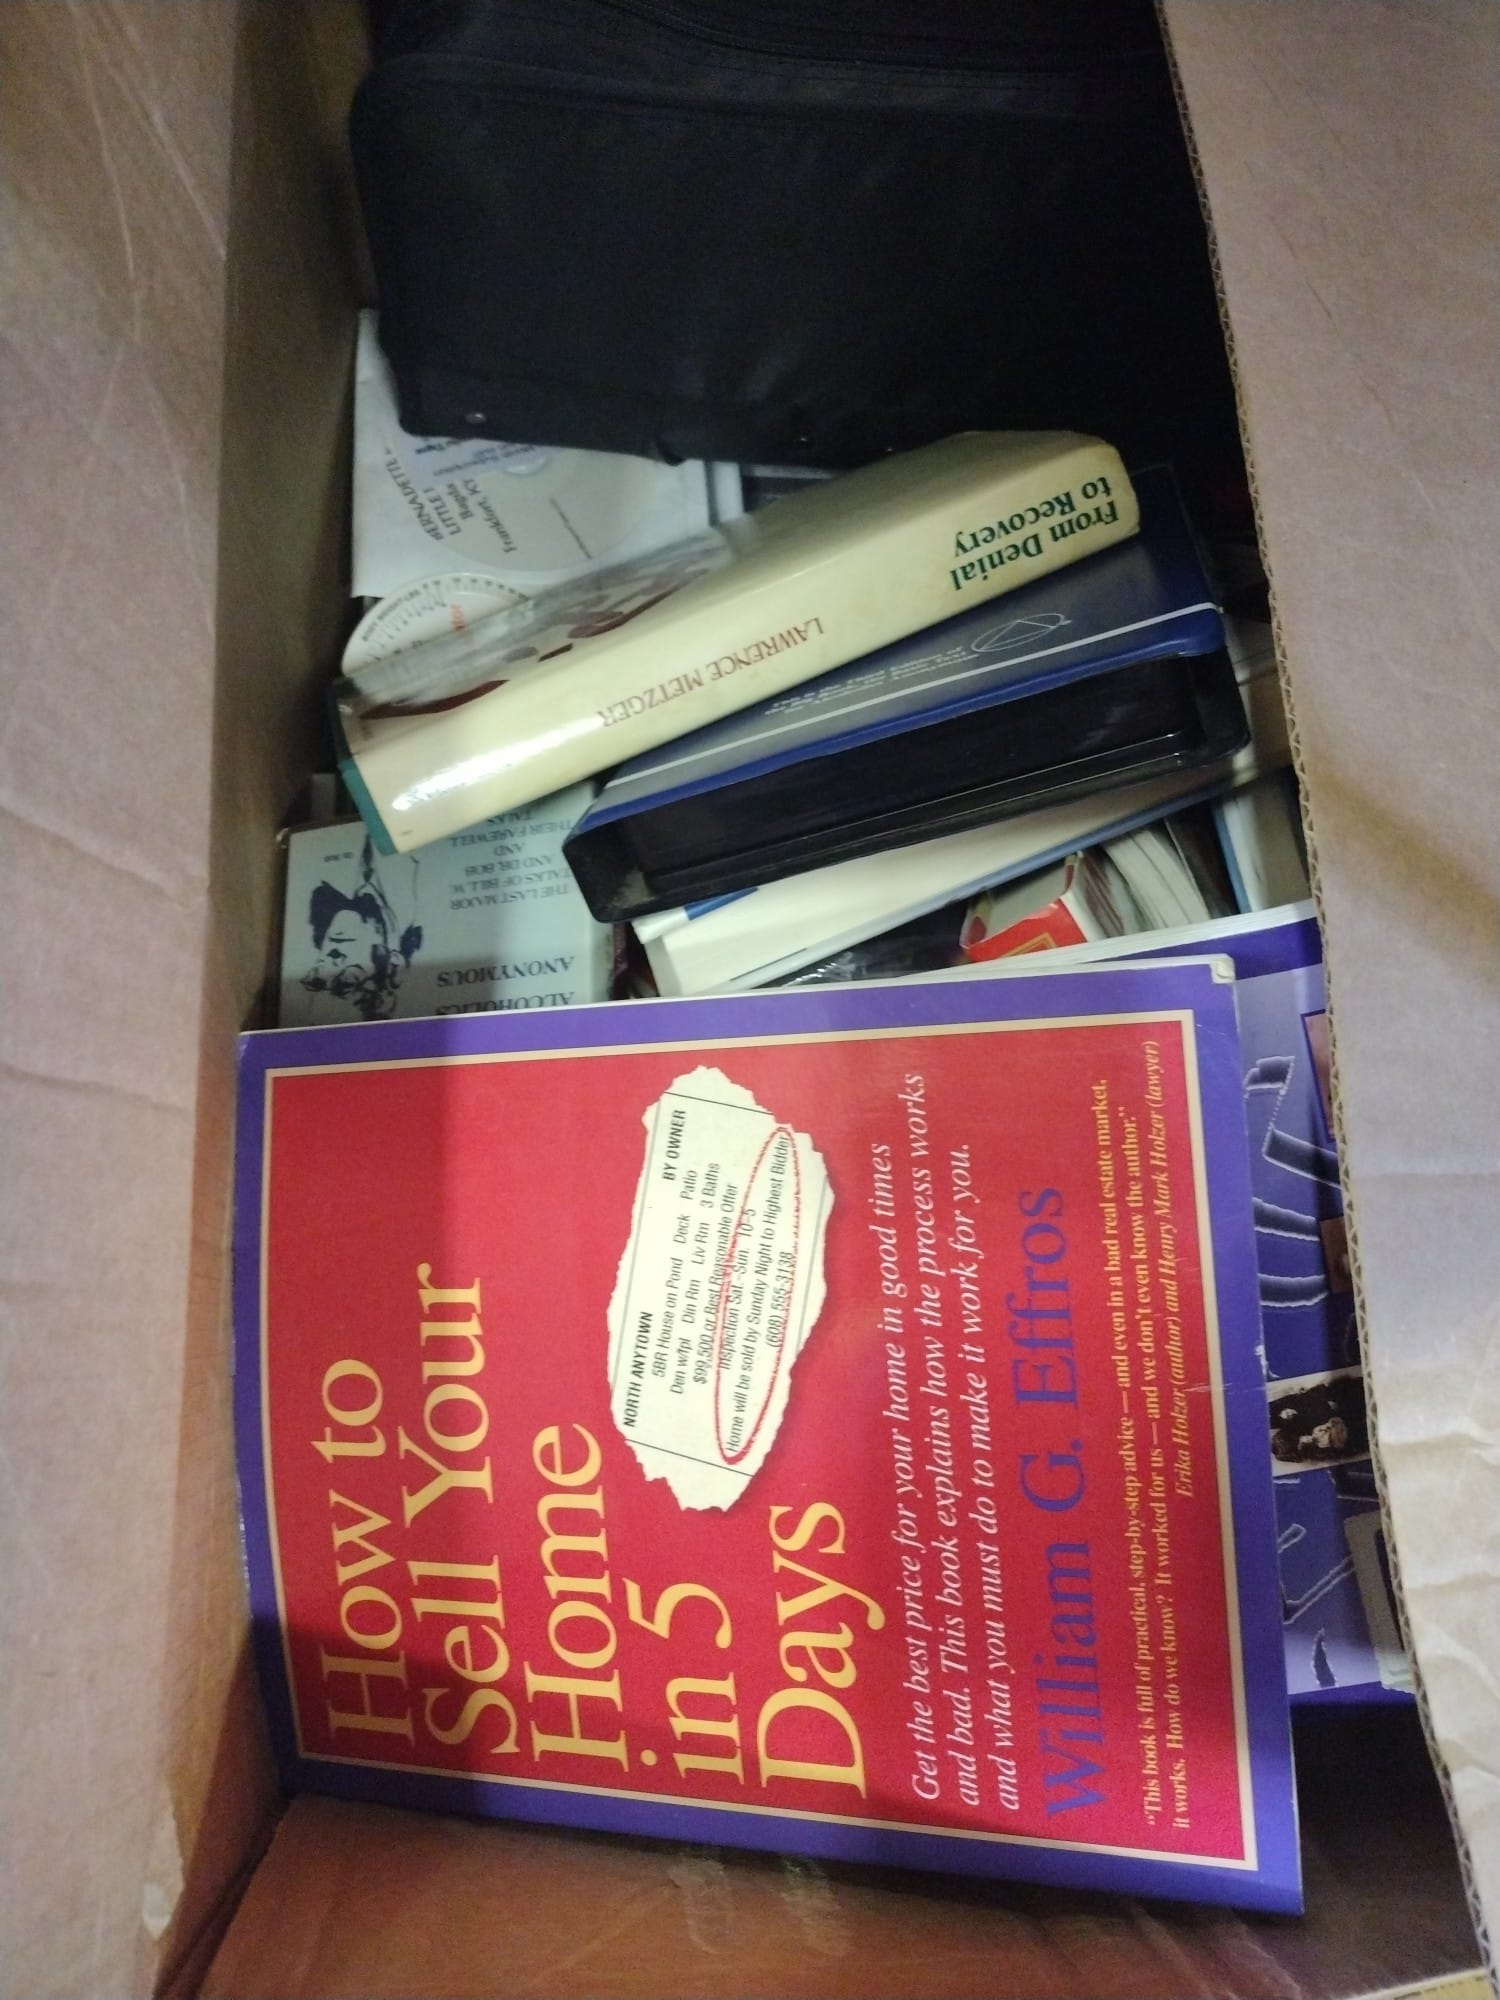 How to
Sell Your
Home
in 5
Days
NORTH ANYTOWN BY OWNER
5BR House on Pond Deck Patio
Den w/fpl Din Rm Liv Rm 3 Baths
$99,500 or Best Reasonable Offer
Inspection Sat.-Sun. 10-5
Home will be sold by Sunday Night to Highest Bidder
(608) 555-3138
Get the best price for your home in good times
and bad. This book explains how the process works
and what you must do to make it work for you.
William G. Effros
“This book is full of practical, step-by-step advice — and even in a bad real estate market,
it works. How do we know? It worked for us — and we don't even know the author.”
Erika Holzer (author) and Henry Mark Holzer (lawyer)
From Denial
to Recovery
LAWRENCE METZGER
ALCOHOLICS
ANONYMOUS
THE LAST MAJOR
TALKS OF BILL W.
AND DR. BOB
AND
THEIR FAREWELL
TALKS
Dr. Bob
BERNADETTE
LITTLE
Bagda
Frankfort, KY